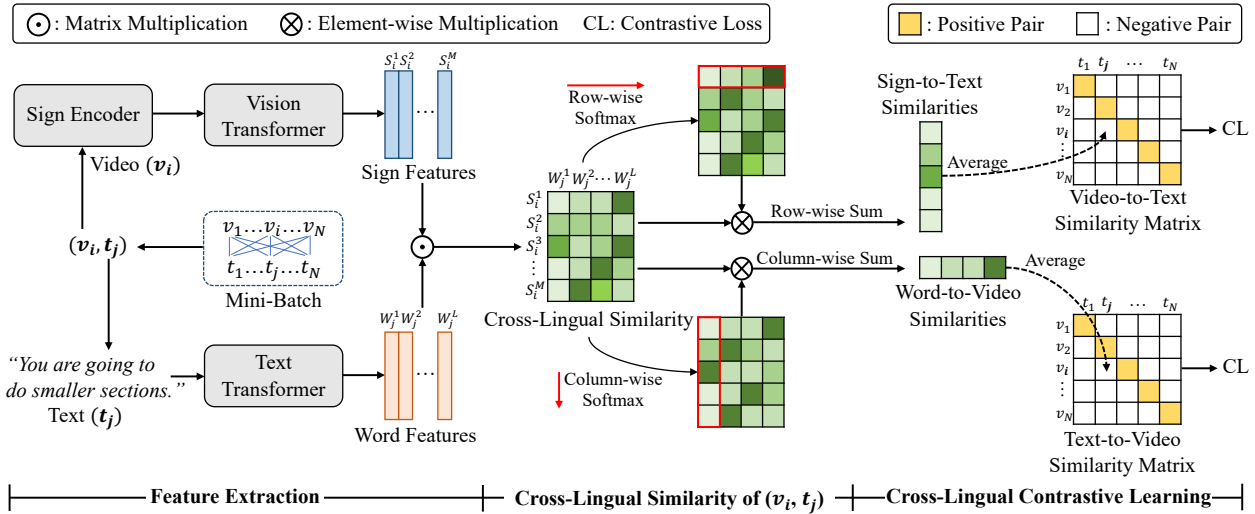 ⊙ : Matrix Multiplication ⊗ : Element-wise Multiplication CL: Contrastive Loss
: Positive Pair : Negative Pair
Sign Encoder
Vision
Transformer
S_i^1 S_i^2 S_i^M
...
Sign Features
Video (v_i)
(v_i, t_j)
v_1...v_i...v_N
t_1...t_j...t_N
Mini-Batch
"You are going to
do smaller sections."
Text (t_j)
Text
Transformer
W_j^1 W_j^2 W_j^L
...
Word Features
Row-wise
Softmax
W_j^1 W_j^2 ... W_j^L
S_i^1
S_i^2
S_i^3
⋮
S_i^M
Cross-Lingual Similarity
Column-wise
Softmax
Row-wise Sum
Column-wise Sum
Sign-to-Text
Similarities
Average
Word-to-Video
Similarities
Average
t_1 t_j ... t_N
v_1
v_2
v_i
⋮
v_N
CL
Video-to-Text
Similarity Matrix
t_1 t_j ... t_N
v_1
v_2
v_i
⋮
v_N
CL
Text-to-Video
Similarity Matrix
Feature Extraction
Cross-Lingual Similarity of (v_i, t_j)
Cross-Lingual Contrastive Learning